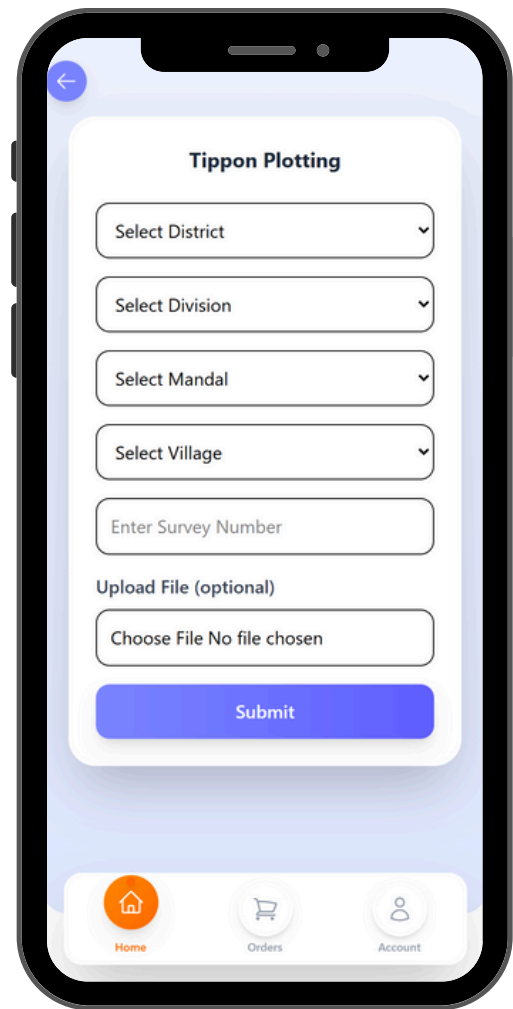 Tippon Plotting
Select District
Select Division
Select Mandal
Select Village
Enter Survey Number
Upload File (optional)
Choose File No file chosen
Submit
Home
Orders
Account